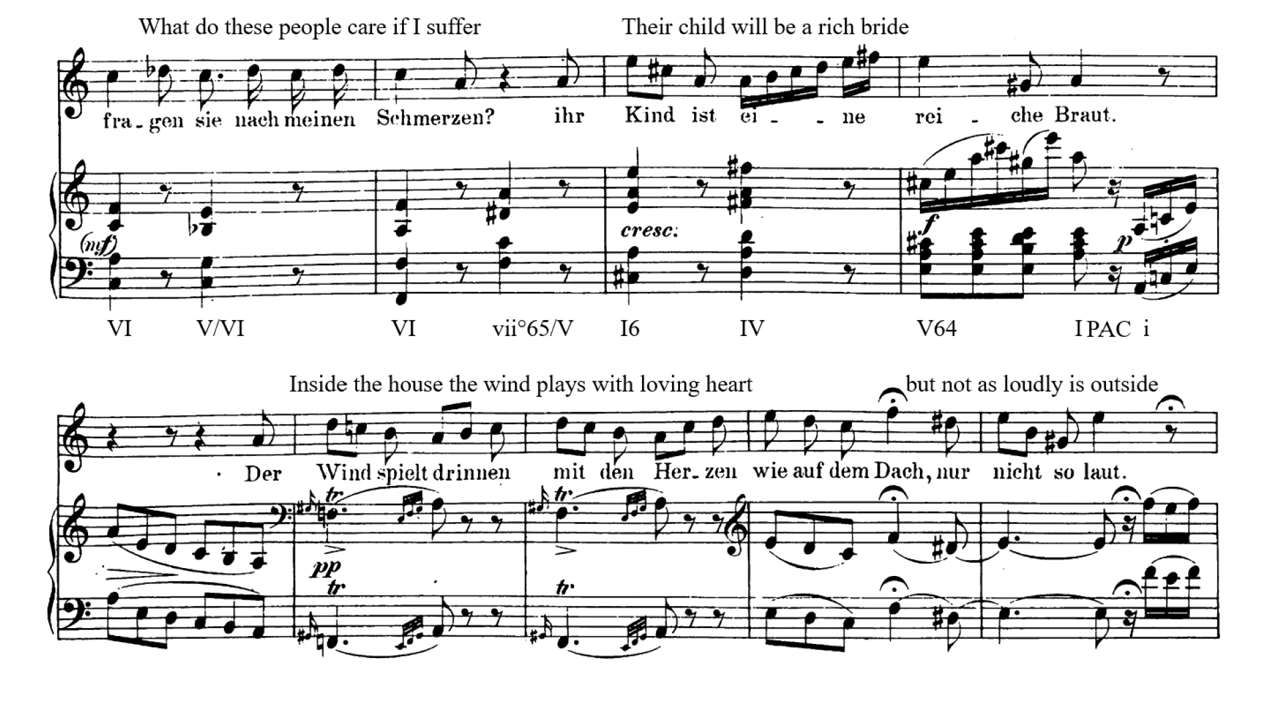 What do these people care if I suffer Their child will be a rich bride
fra - gen sie nach meinen Schmerzen? ihr Kind ist ei - - ne rei - che Braut.
(mf) cresc. f p
VI V/VI VI vii°65/V I6 IV V64 I PAC i
Inside the house the wind plays with loving heart but not as loudly is outside
Der Wind spielt drinnen mit den Her-zen wie auf dem Dach, nur nicht so laut.
tr. tr.
pp
tr. tr.